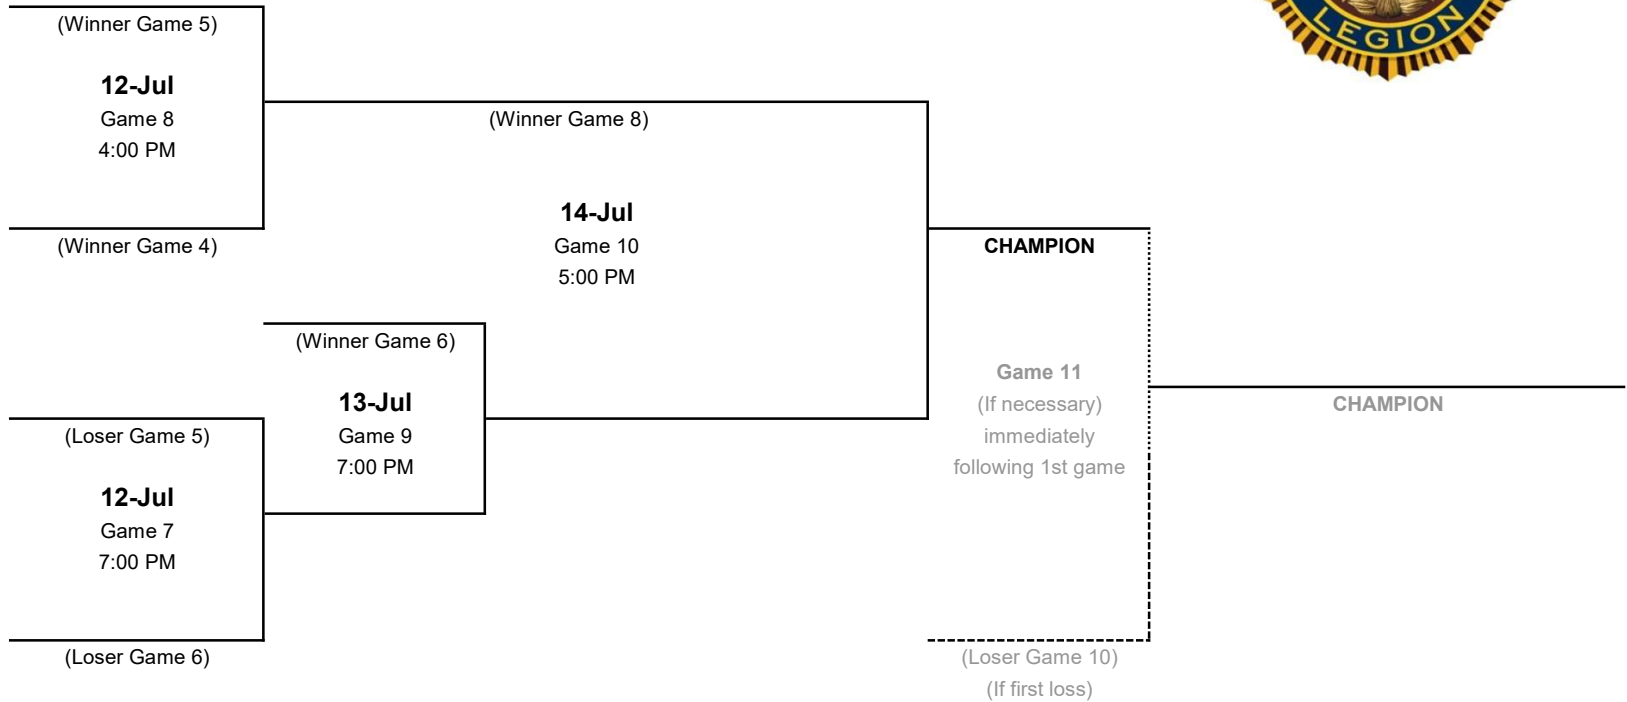 LEGION
(Winner Game 5)
12-Jul
Game 8
4:00 PM
(Winner Game 4)
(Winner Game 8)
14-Jul
Game 10
5:00 PM
(Winner Game 6)
13-Jul
Game 9
7:00 PM
(Loser Game 5)
12-Jul
Game 7
7:00 PM
(Loser Game 6)
CHAMPION
Game 11
(If necessary)
immediately
following 1st game
(Loser Game 10)
(If first loss)
CHAMPION